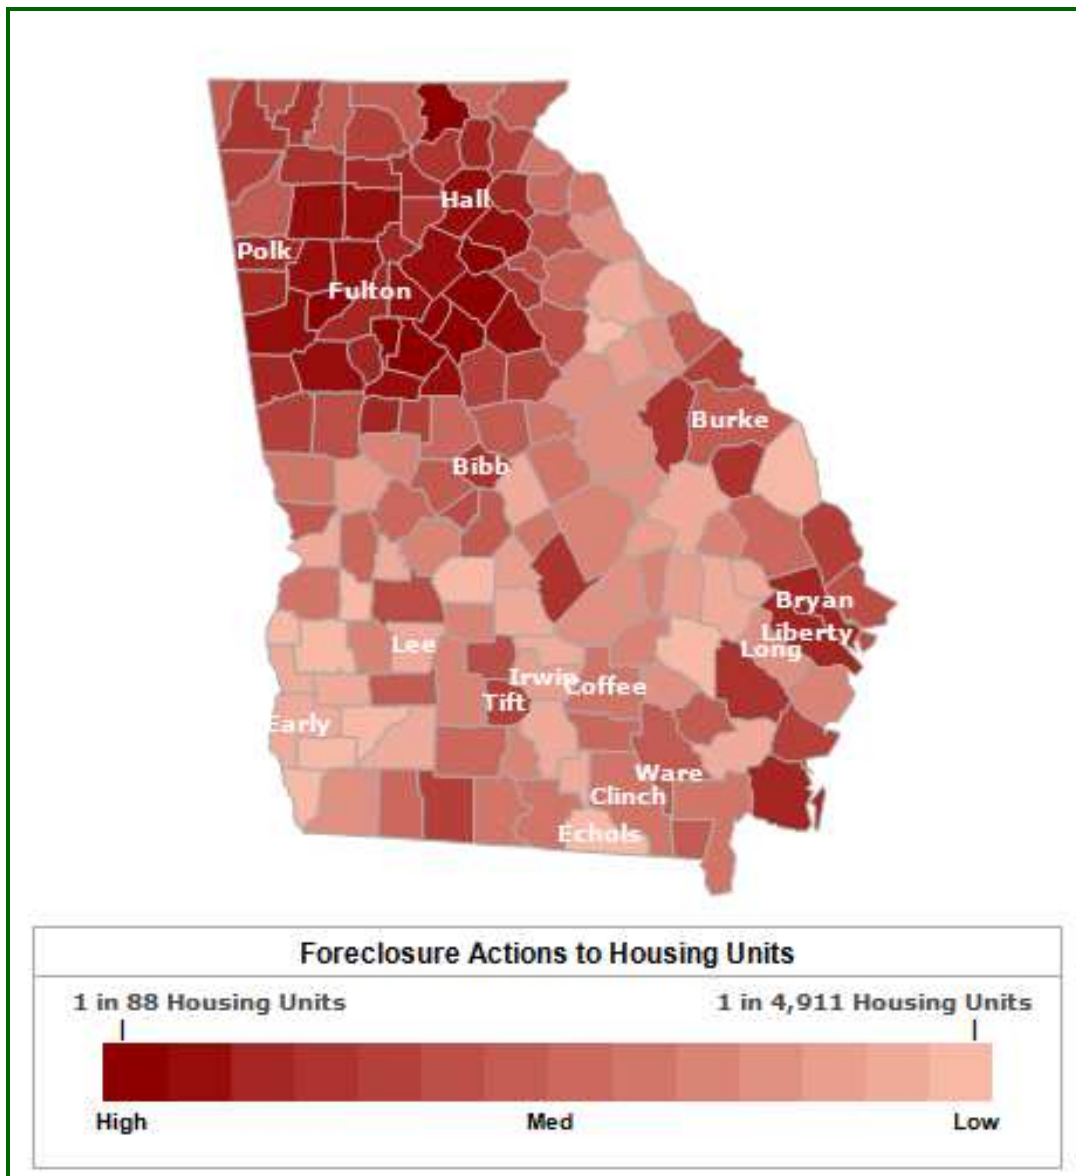 Hall
Polk
Fulton
Burke
Bibb
Bryan
Liberty
Long
Lee
Irwin
Coffee
Tift
Early
Ware
Clinch
Echols
Foreclosure Actions to Housing Units
1 in 88 Housing Units 1 in 4,911 Housing Units
High Med Low